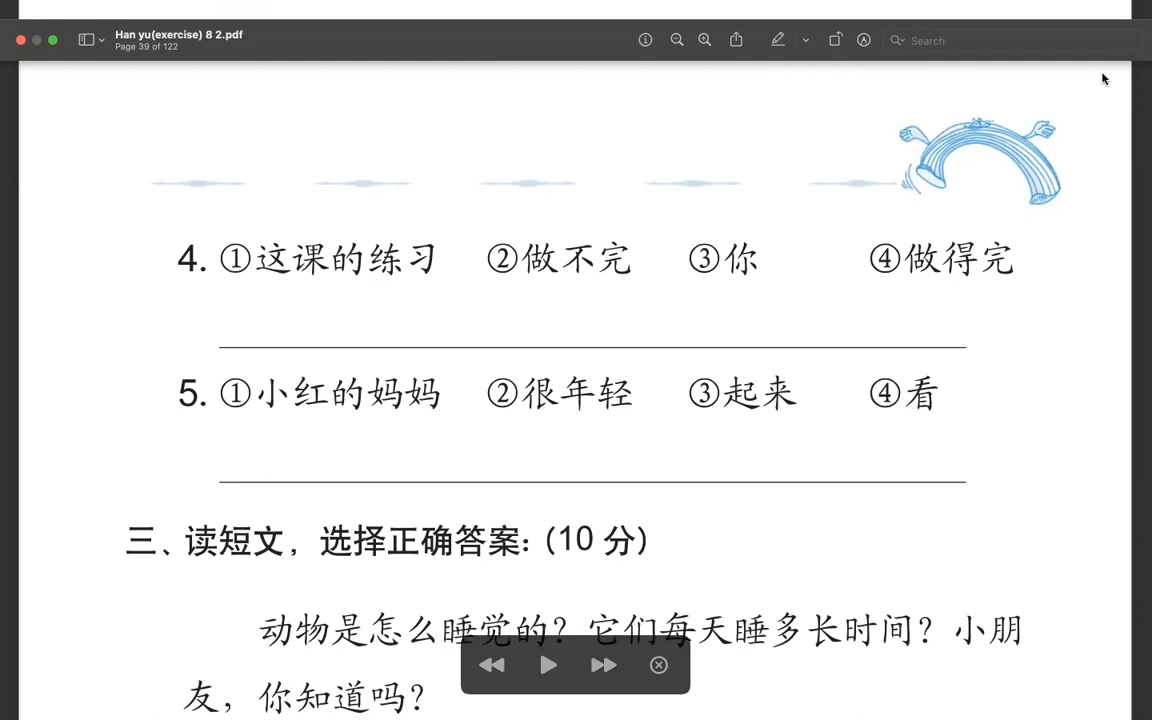 Han yu(exercise) 8 2.pdf
Page 39 of 122
Search
4. ①这课的练习 ②做不完 ③你 ④做得完
5. ①小红的妈妈 ②很年轻 ③起来 ④看
三、读短文，选择正确答案：(10 分)
动物是怎么睡觉的？它们每天睡多长时间？小朋
友，你知道吗？